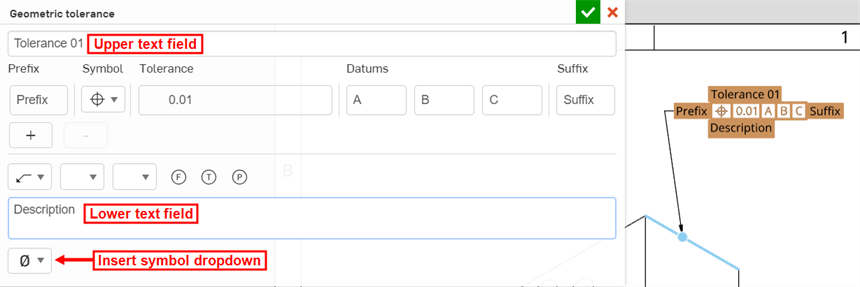 Geometric tolerance
Tolerance 01 Upper text field
Prefix Symbol Tolerance Datums Suffix
Prefix 0.01 A B C Suffix
+ -
F T P
B
Description Lower text field
Ø Insert symbol dropdown
1
Tolerance 01
Prefix 0.01 A B C Suffix
Description